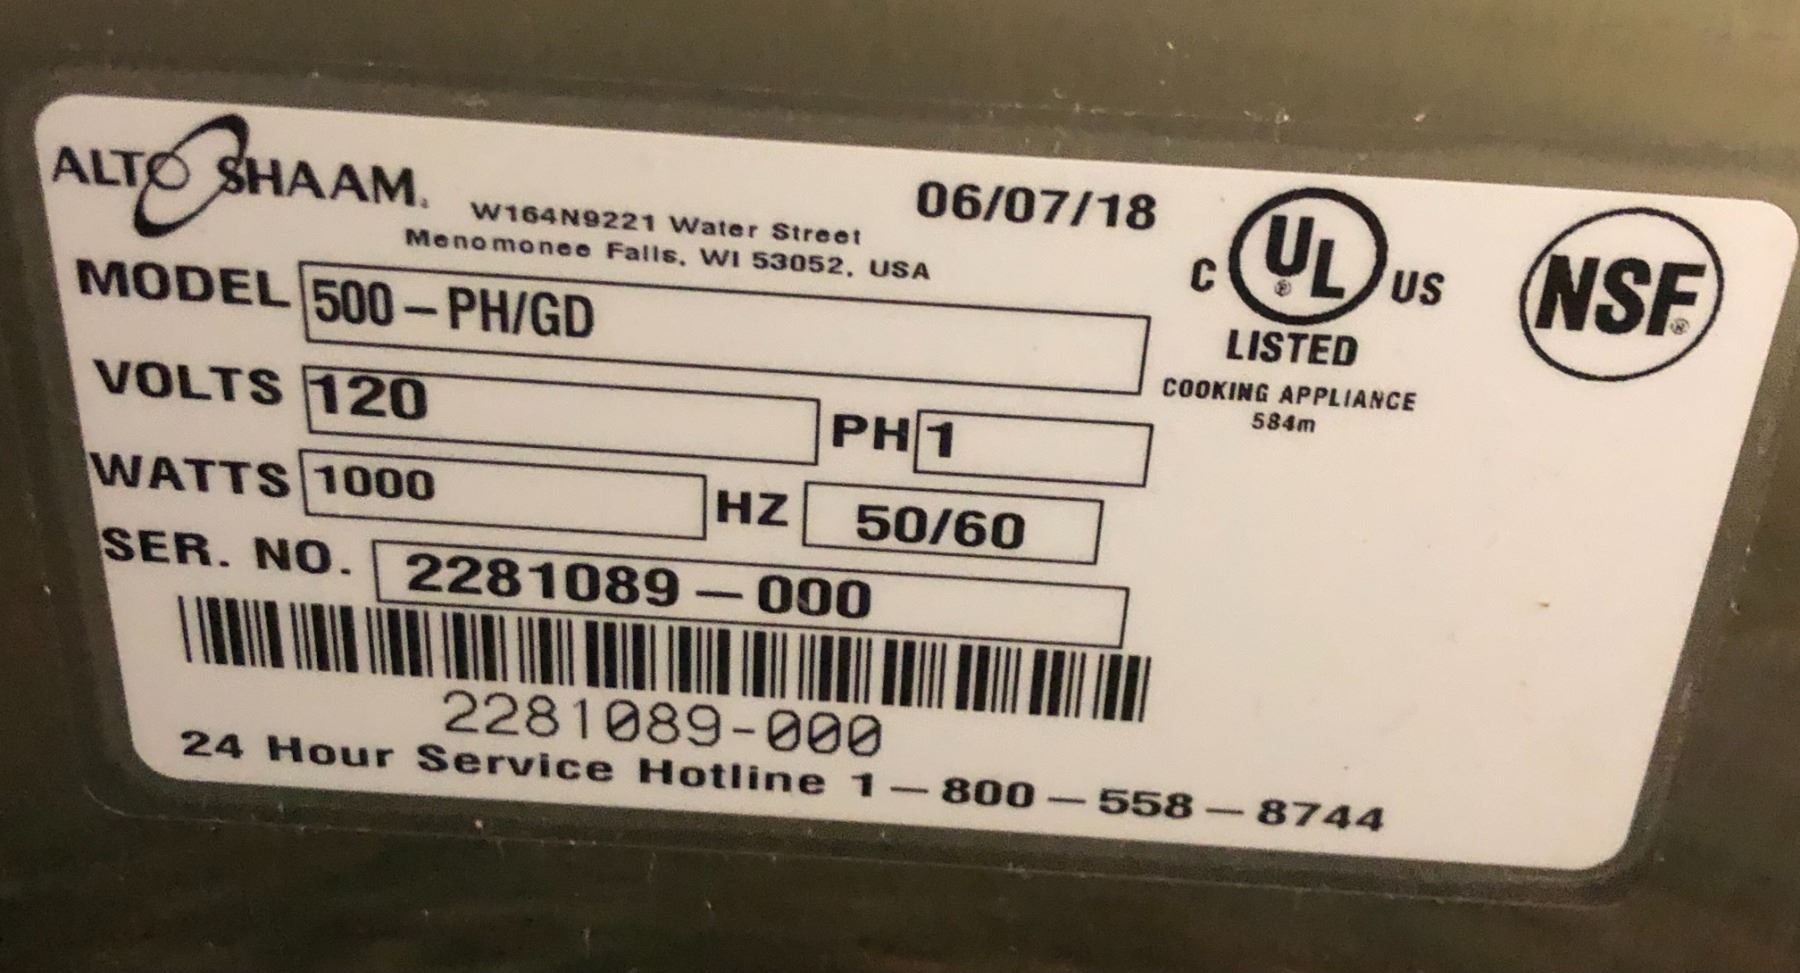 ALTO SHAAM.
W164N9221 Water Street
Menomonee Falls, WI 53052, USA
06/07/18
C UL® US
LISTED
COOKING APPLIANCE
584m
NSF®
MODEL 500-PH/GD
VOLTS 120 PH 1
WATTS 1000 HZ 50/60
SER. NO. 2281089-000
2281089-000
24 Hour Service Hotline 1-800-558-8744